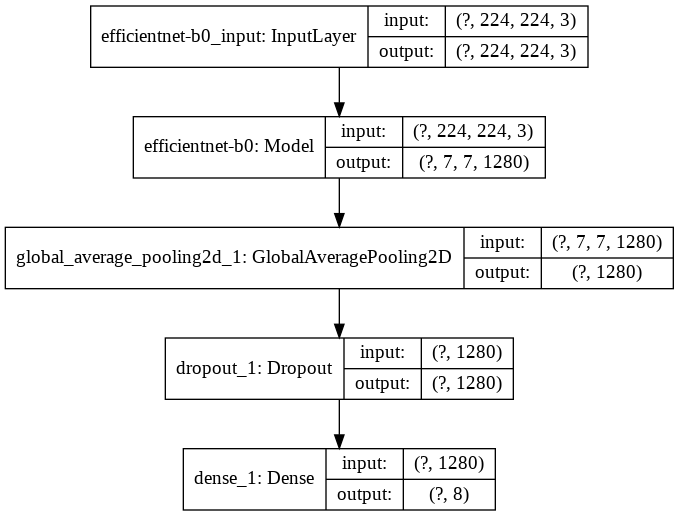 efficientnet-b0_input: InputLayer
input: (?, 224, 224, 3)
output: (?, 224, 224, 3)
efficientnet-b0: Model
input: (?, 224, 224, 3)
output: (?, 7, 7, 1280)
global_average_pooling2d_1: GlobalAveragePooling2D
input: (?, 7, 7, 1280)
output: (?, 1280)
dropout_1: Dropout
input: (?, 1280)
output: (?, 1280)
dense_1: Dense
input: (?, 1280)
output: (?, 8)